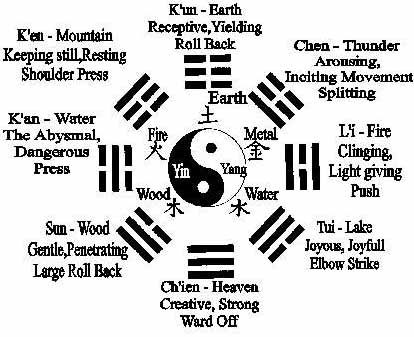 K'un - Earth
Receptive,Yielding
Roll Back
K'en - Mountain
Keeping still,Resting
Shoulder Press
Chen - Thunder
Arousing,
Inciting Movement
Splitting
Earth
土
K'an - Water
The Abysmal,
Dangerous
Press
Fire
火
Metal
金
L'i - Fire
Clinging,
Light giving
Push
Yin
Yang
Wood
木
Water
水
Sun - Wood
Gentle,Penetrating
Large Roll Back
Tui - Lake
Joyous, Joyfull
Elbow Strike
Ch'ien - Heaven
Creative, Strong
Ward Off